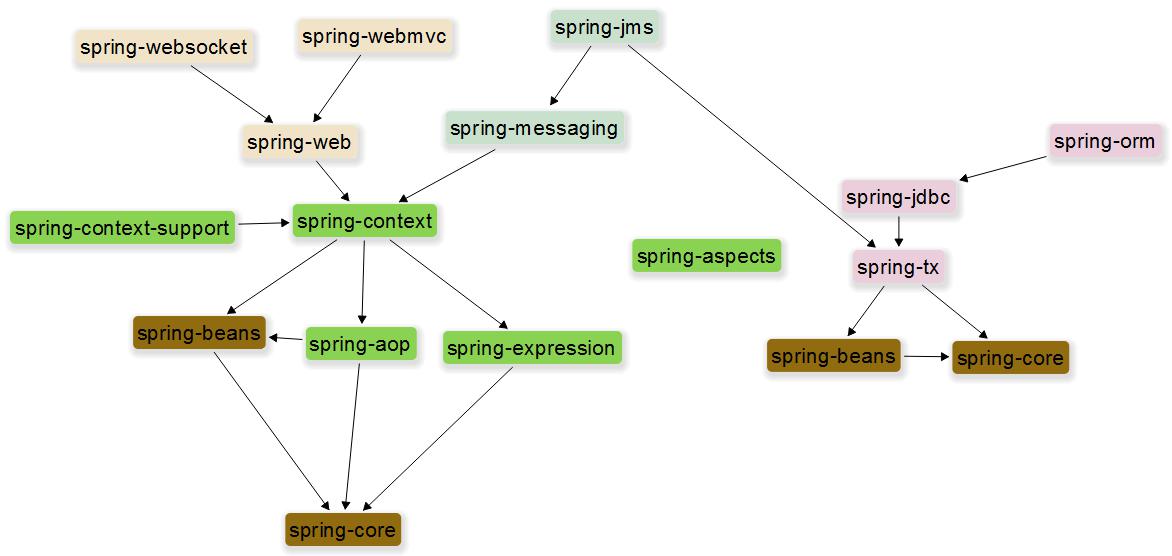 spring-jms
spring-webmvc
spring-websocket
spring-messaging
spring-web
spring-orm
spring-jdbc
spring-context
spring-context-support
spring-aspects
spring-tx
spring-beans
spring-aop
spring-expression
spring-beans
spring-core
spring-core